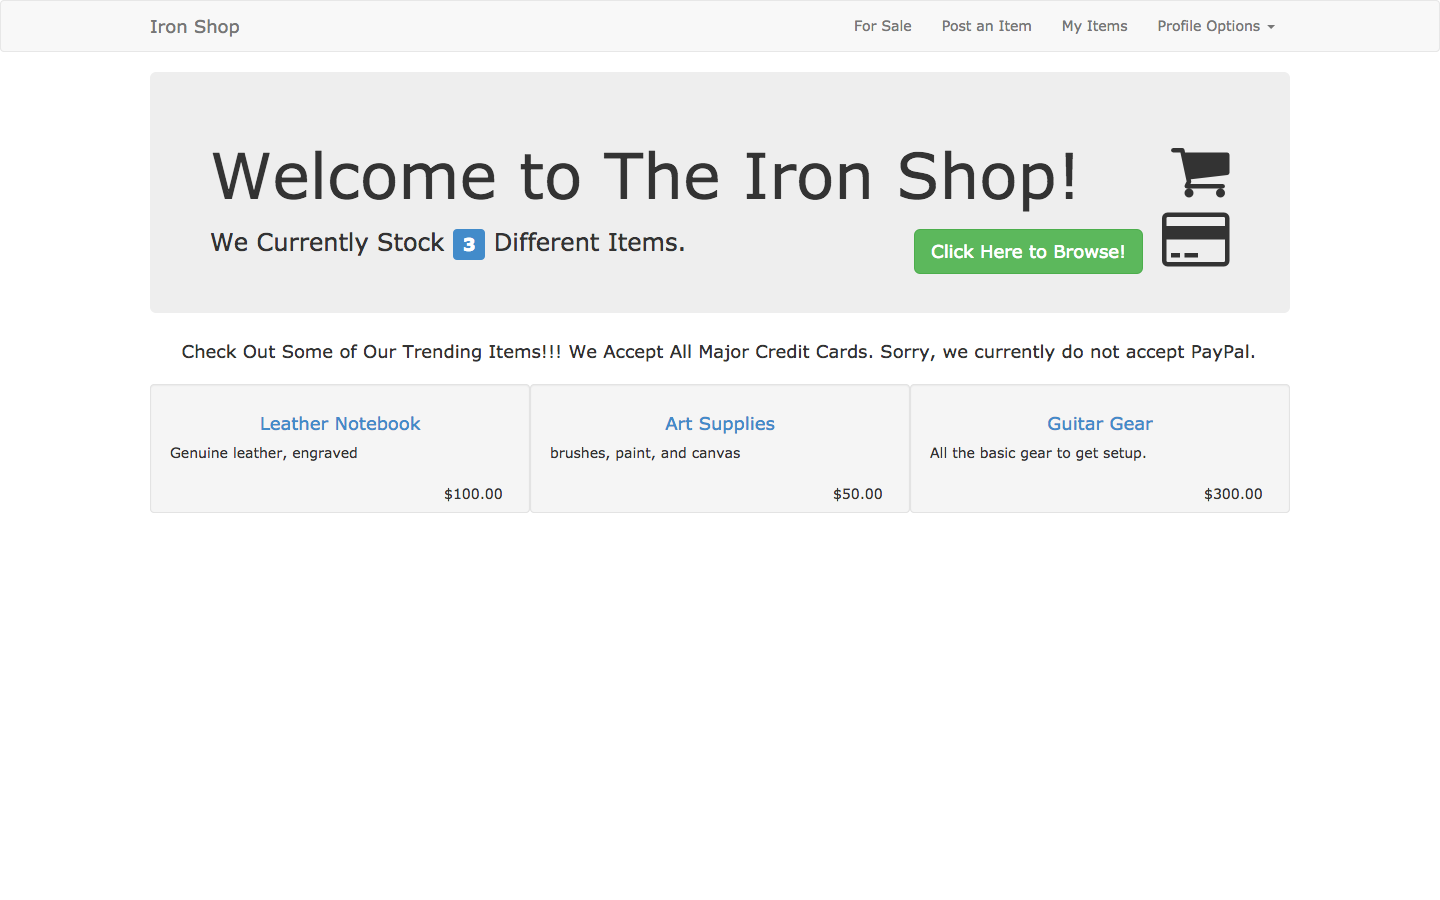 Iron Shop
For Sale
Post an Item
My Items
Profile Options
Welcome to The Iron Shop!
We Currently Stock 3 Different Items.
Click Here to Browse!
Check Out Some of Our Trending Items!!! We Accept All Major Credit Cards. Sorry, we currently do not accept PayPal.
Leather Notebook
Genuine leather, engraved
$100.00
Art Supplies
brushes, paint, and canvas
$50.00
Guitar Gear
All the basic gear to get setup.
$300.00